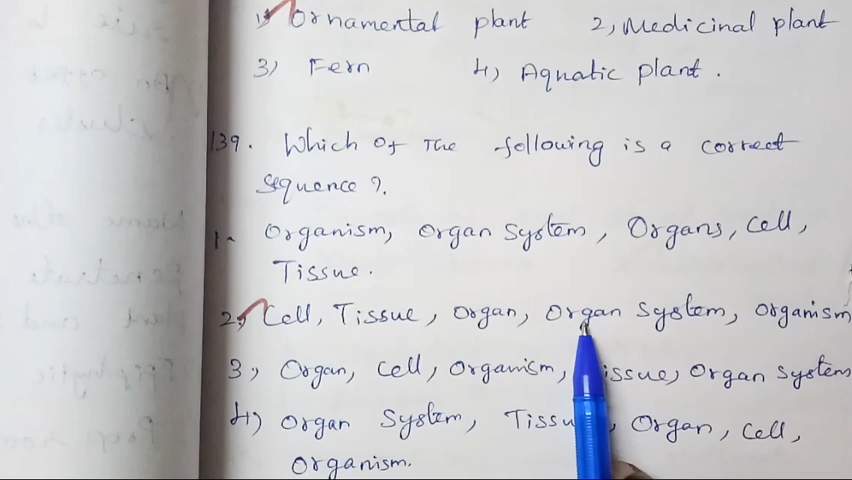 1) Ornamental plant 2, Medicinal plant
3) Fern 4) Aquatic plant.
139. Which of the following is a correct
sequence?
1. Organism, Organ System, Organs, Cell,
Tissue.
2, Cell, Tissue, Organ, Organ System, Organism
3, Organ, Cell, Organism, Tissue, Organ System
4) Organ System, Tissue, Organ, Cell,
Organism.